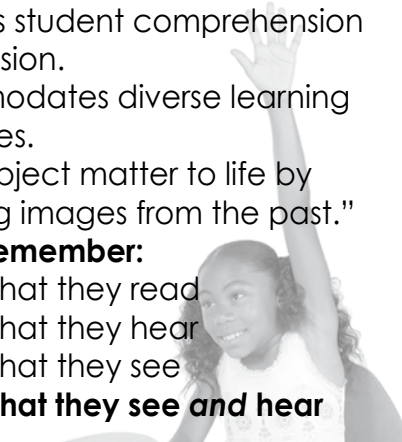 s student comprehension
sion.
nodates diverse learning
es.
bject matter to life by
g images from the past.”
emember:
hat they read
hat they hear
hat they see
hat they see and hear